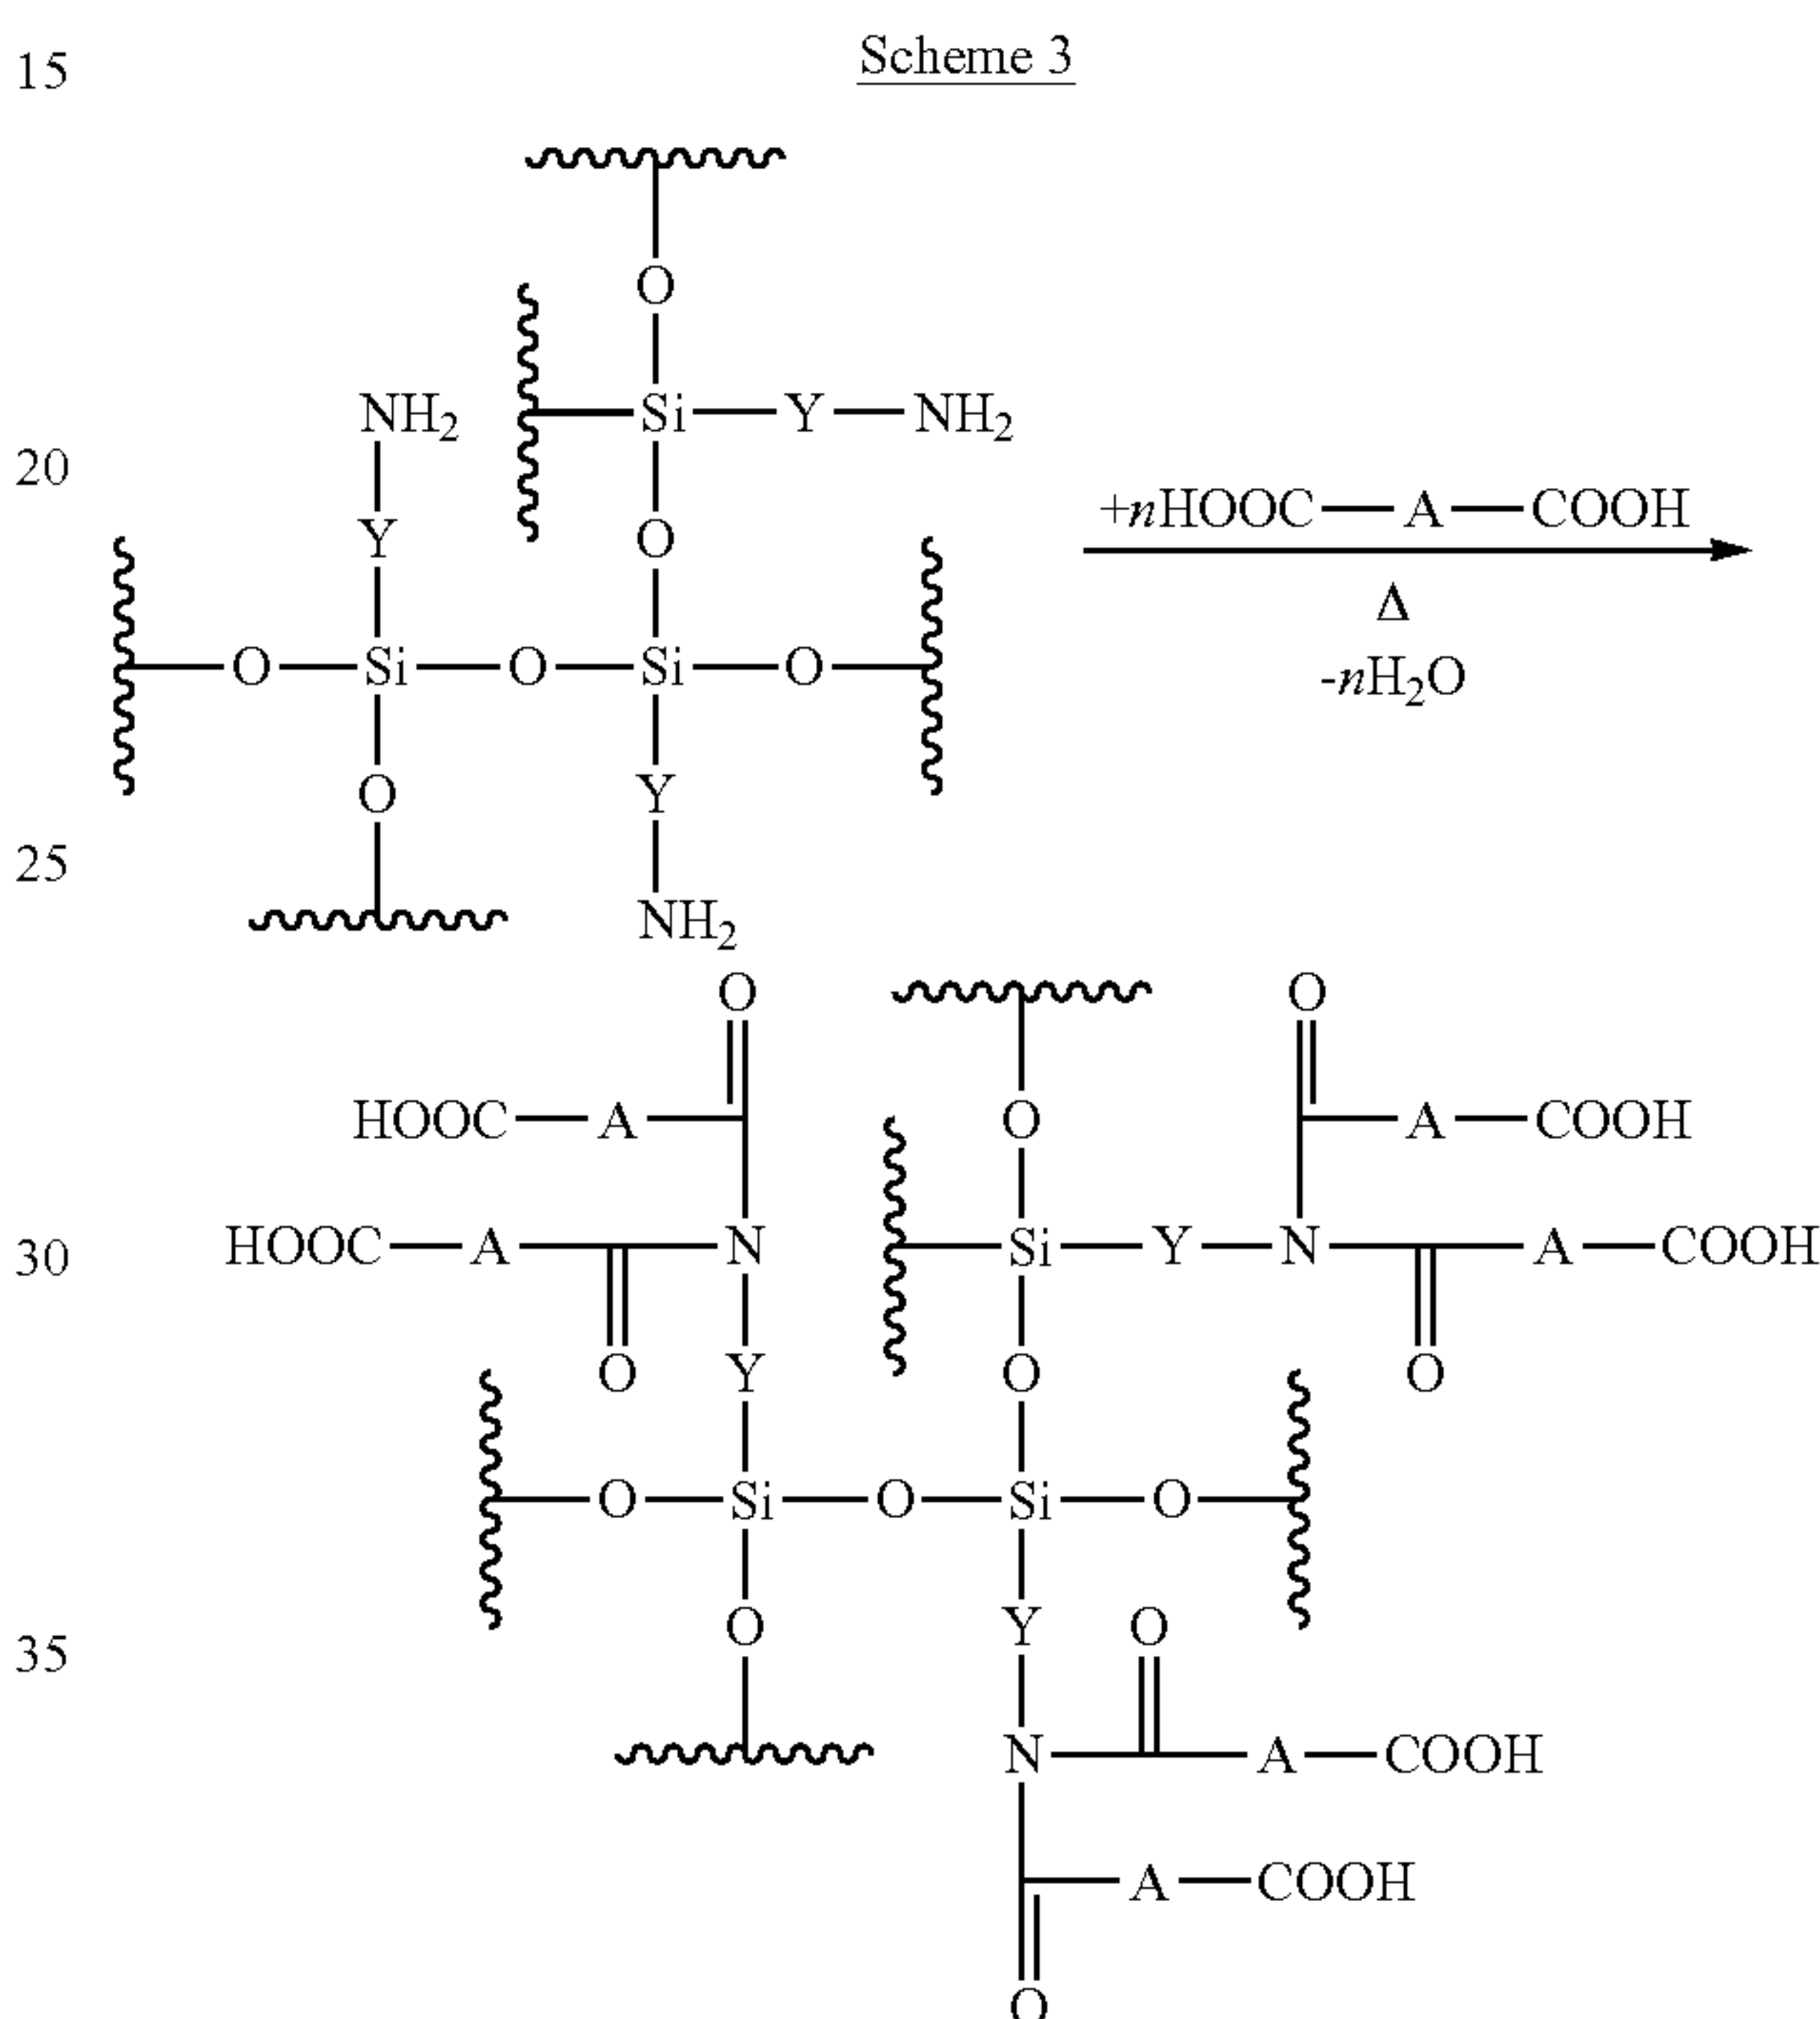 15 Scheme 3
O
NH2 Si Y NH2
20
+nHOOC A COOH
Y O
Δ
O Si O Si O
-nH2O
O Y
25
NH2
O O
HOOC A O A COOH
30 HOOC A N Si Y N A COOH
O Y O O
O Si O Si O
O Y O
35
N A COOH
A COOH
O